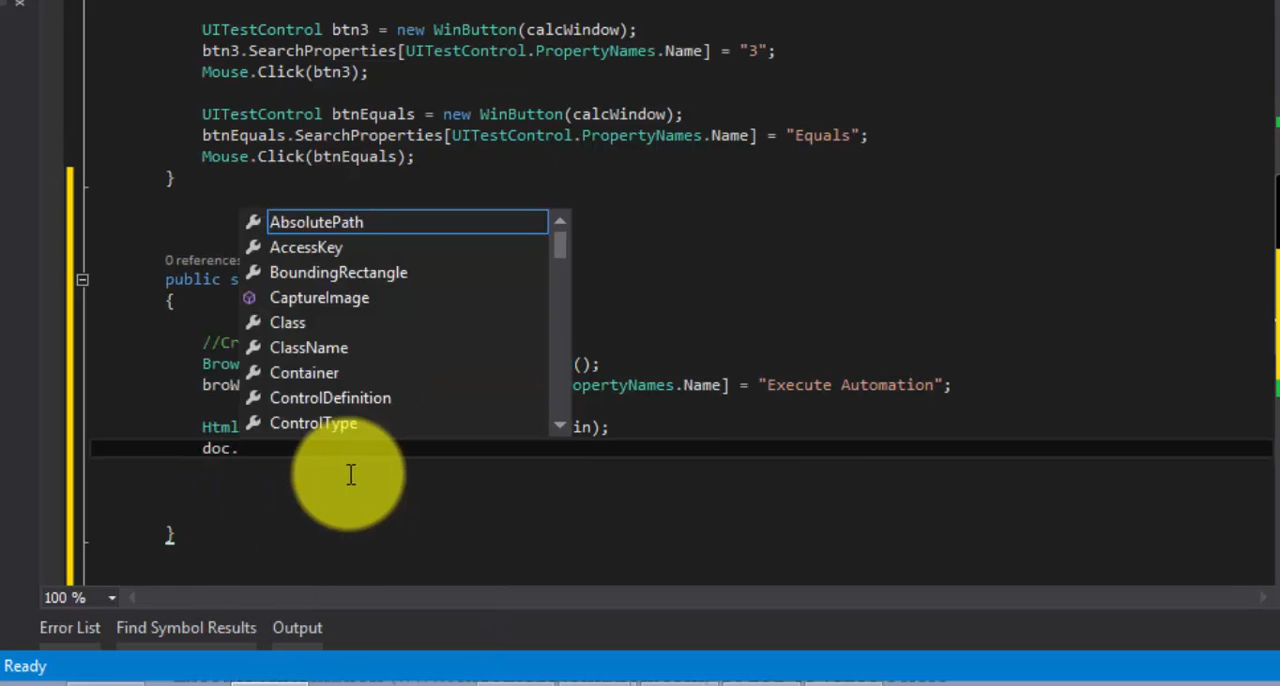 UITestControl btn3 = new WinButton(calcWindow);
btn3.SearchProperties[UITestControl.PropertyNames.Name] = "3";
Mouse.Click(btn3);
UITestControl btnEquals = new WinButton(calcWindow);
btnEquals.SearchProperties[UITestControl.PropertyNames.Name] = "Equals";
Mouse.Click(btnEquals);
}
AbsolutePath
AccessKey
BoundingRectangle
CaptureImage
Class
ClassName
Container
ControlDefinition
ControlType
0 references
public s
{
//Cr
Brow ();
broW opertyNames.Name] = "Execute Automation";
Html in);
doc.
}
100 %
Error List Find Symbol Results Output
Ready